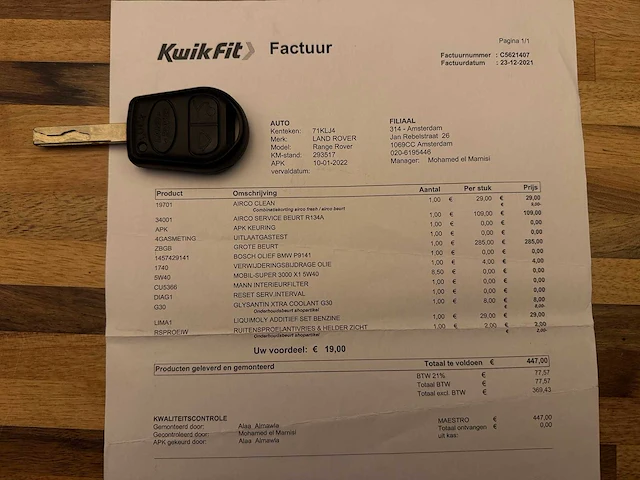 KwikFit Factuur
Pagina 1/1
Factuurnummer : C5621407
Factuurdatum : 23-12-2021
AUTO
Kenteken: 71KLJ4
Merk: LAND ROVER
Model: Range Rover
KM-stand: 293517
APK 10-01-2022
vervaldatum:
FILIAAL
314 - Amsterdam
Jan Rebelstraat 26
1069CC Amsterdam
020-6195446
Manager: Mohamed el Mamisi
Product Omschrijving Aantal Per stuk Prijs
19701 AIRCO CLEAN 1,00 € 29,00 € 29,00
Combinatiekorting airco fresh / airco beurt
34001 AIRCO SERVICE BEURT R134A 1,00 € 109,00 € 109,00
APK APK KEURING 1,00 € 0,00 € 0,00
4GASMETING UITLAATGASTEST 1,00 € 0,00 € 0,00
ZBGB GROTE BEURT 1,00 € 285,00 € 285,00
1457429141 BOSCH OLIEF BMW P9141 1,00 € 0,00 € 0,00
1740 VERWIJDERINGSBIJDRAGE OLIE 1,00 € 4,00 € 4,00
5W40 MOBIL-SUPER 3000 X1 5W40 8,50 € 0,00 € 0,00
CU5366 MANN INTERIEURFILTER 1,00 € 0,00 € 0,00
DIAG1 RESET SERV.INTERVAL 1,00 € 0,00 € 0,00
G30 GLYSANTIN XTRA COOLANT G30 1,00 € 8,00 € 8,00
Onderhoudsbeurt shopartikel
LIMA1 LIQUIMOLY ADDITIEF SET BENZINE 1,00 € 29,00 € 29,00
RSPROEIW RUITENSPROEIANTIVRIES & HELDER ZICHT 1,00 € 2,00 €
Onderhoudsbeurt shopartikel
Uw voordeel: € 19,00
Producten geleverd en gemonteerd
Totaal te voldoen € 447,00
BTW 21% € 77,57
Totaal BTW € 77,57
Totaal excl. BTW € 369,43
KWALITEITSCONTROLE
Gemonteerd door: Alaa Almawla
Gecontroleerd door: Mohamed el Mamisi
APK gekeurd door: Alaa Almawla
MAESTRO € 447,00
Totaal ontvangen € 0,00
uit kas: